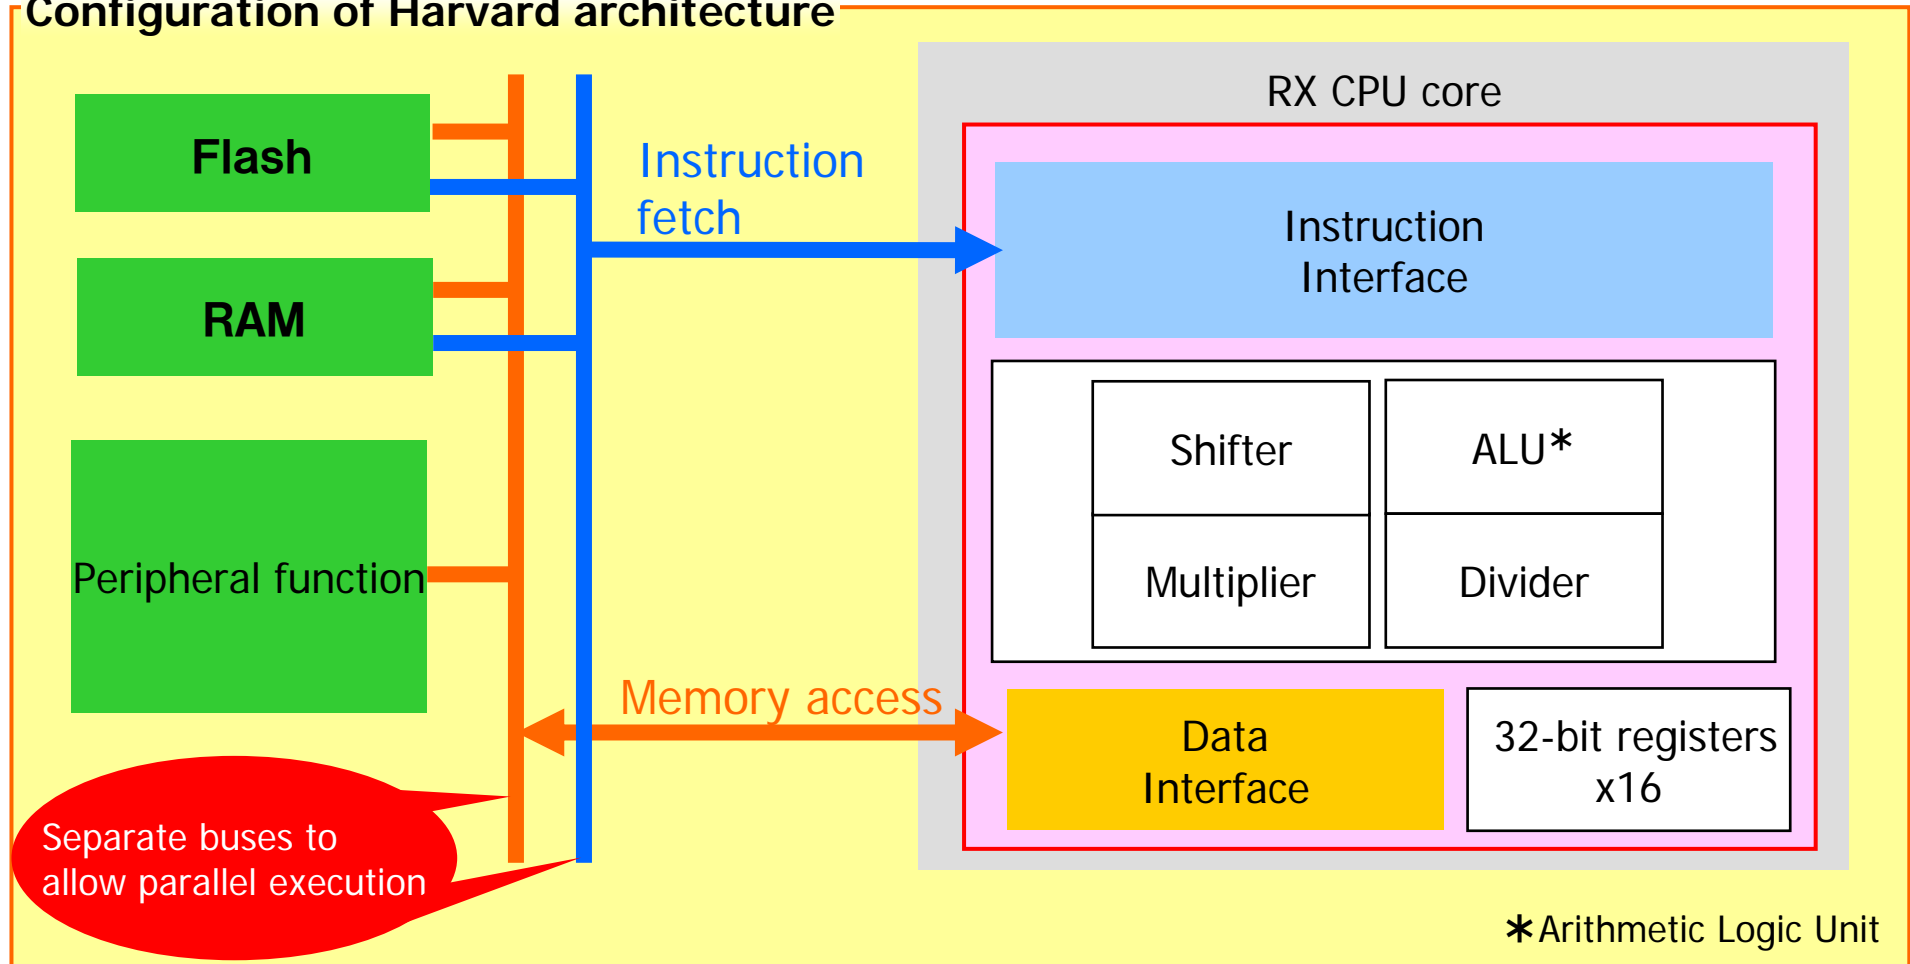 Configuration of Harvard architecture
RX CPU core
Flash
Instruction
fetch
Instruction
Interface
RAM
Shifter
ALU*
Peripheral function
Multiplier
Divider
Memory access
Data
Interface
32-bit registers
x16
Separate buses to
allow parallel execution
*Arithmetic Logic Unit